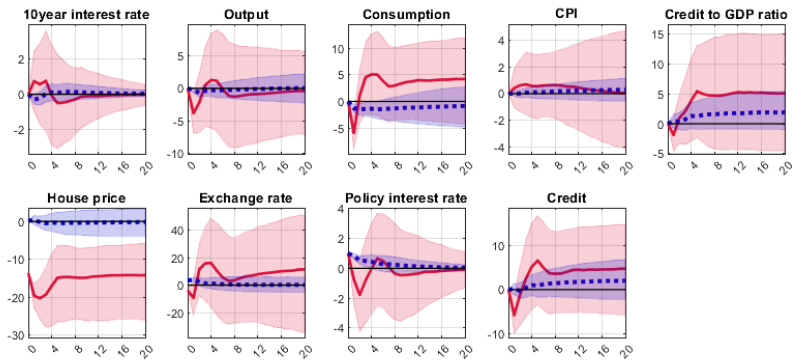 10year interest rate
2
0
-2
0 4 8 12 16 20
Output
5
0
-5
-10
0 4 8 12 16 20
Consumption
10
5
0
-5
0 4 8 12 16 20
CPI
4
2
0
-2
-4
0 4 8 12 16 20
Credit to GDP ratio
15
10
5
0
-5
0 4 8 12 16 20
House price
0
-10
-20
-30
0 4 8 12 16 20
Exchange rate
40
20
0
-20
0 4 8 12 16 20
Policy interest rate
4
2
0
-2
-4
0 4 8 12 16 20
Credit
10
0
-10
0 4 8 12 16 20